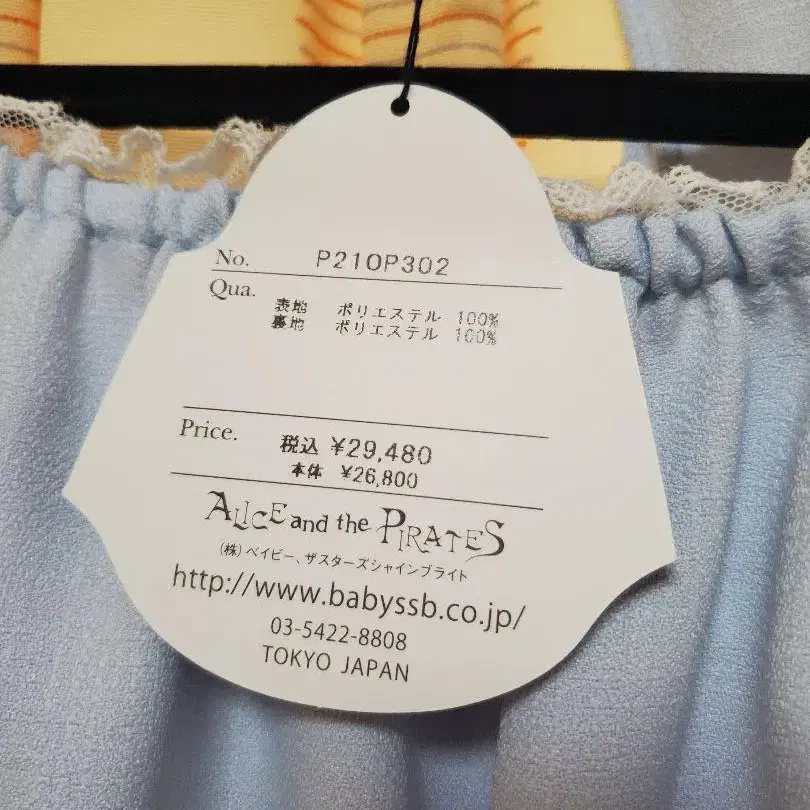 No. P21OP302
Qua.
表地 ポリエステル 100%
裏地 ポリエステル 100%
Price. 税込 ¥29,480
本体 ¥26,800
ALICE and the PIRATES
(株)ベイビー、ザスターズシャインブライト
http://www.babyssb.co.jp/
03-5422-8808
TOKYO JAPAN